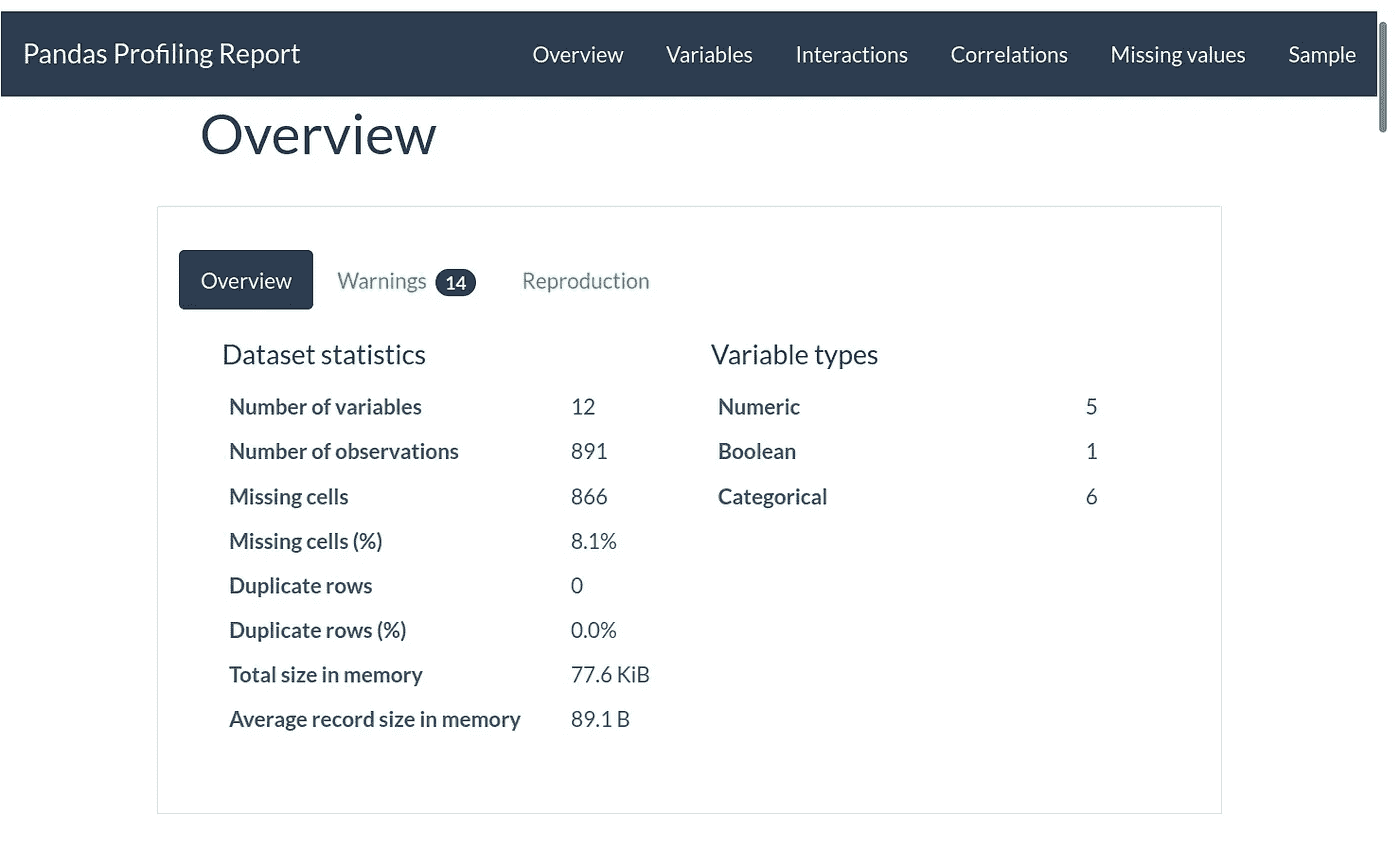 Pandas Profiling Report
Overview Variables Interactions Correlations Missing values Sample
Overview
Overview Warnings 14 Reproduction
Dataset statistics
Number of variables 12
Number of observations 891
Missing cells 866
Missing cells (%) 8.1%
Duplicate rows 0
Duplicate rows (%) 0.0%
Total size in memory 77.6 KiB
Average record size in memory 89.1 B
Variable types
Numeric 5
Boolean 1
Categorical 6